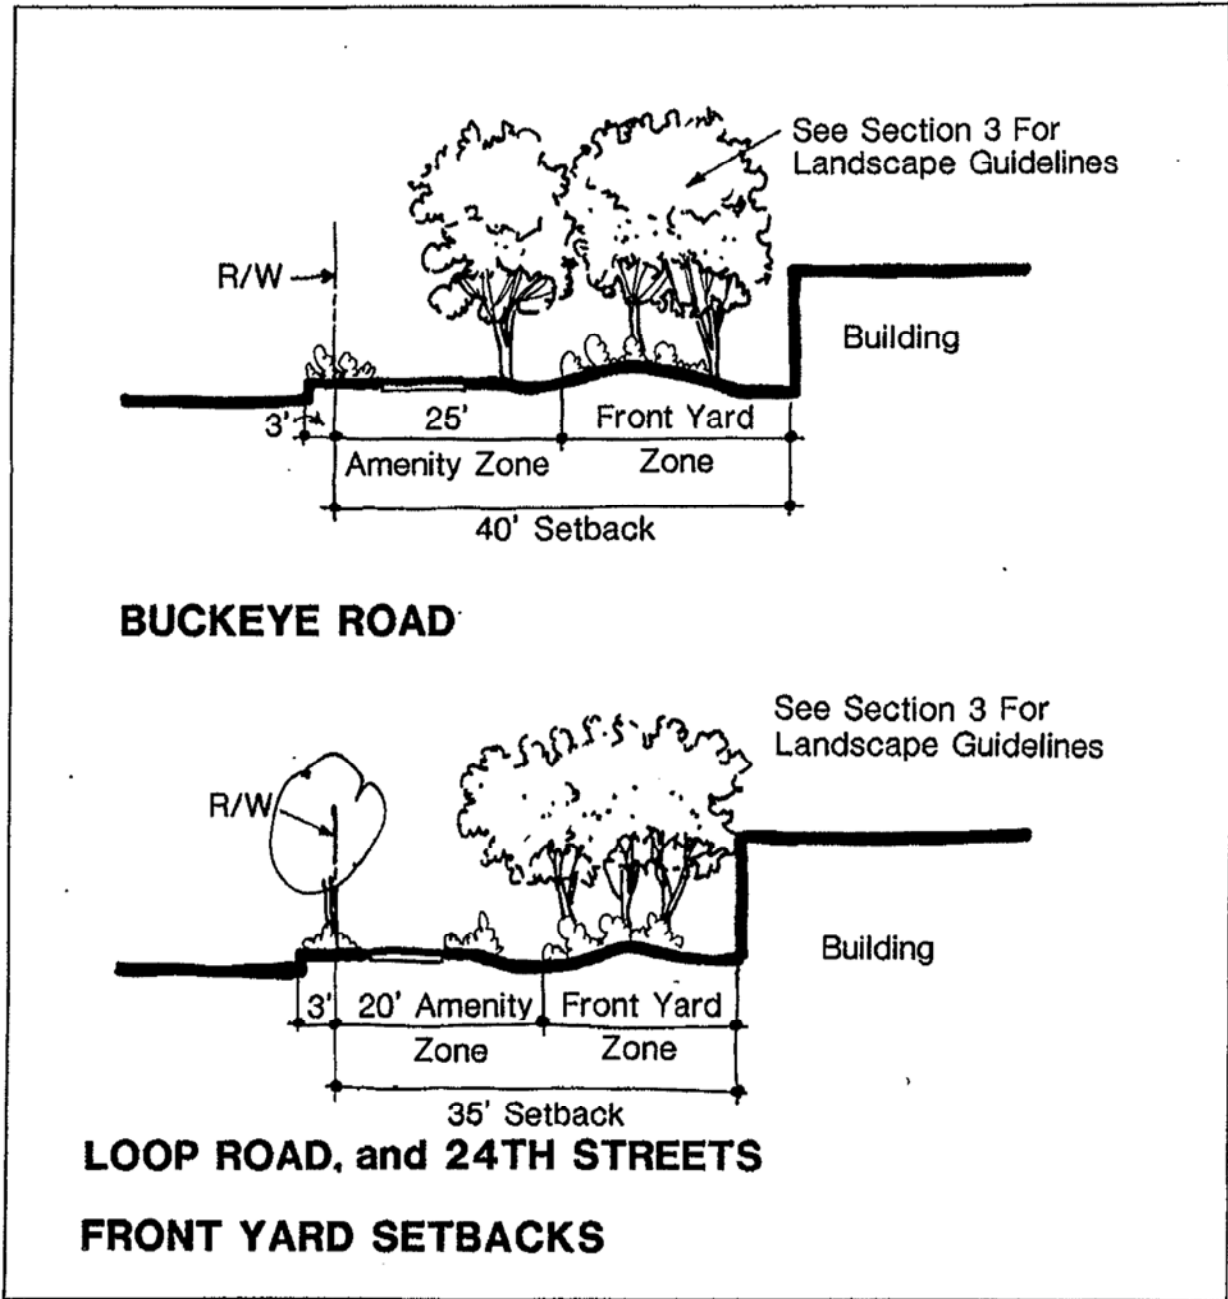 See Section 3 For
Landscape Guidelines
R/W
Building
3'
25'
Front Yard
Amenity Zone
Zone
40' Setback
BUCKEYE ROAD
See Section 3 For
Landscape Guidelines
R/W
Building
3'
20' Amenity
Front Yard
Zone
Zone
35' Setback
LOOP ROAD, and 24TH STREETS
FRONT YARD SETBACKS